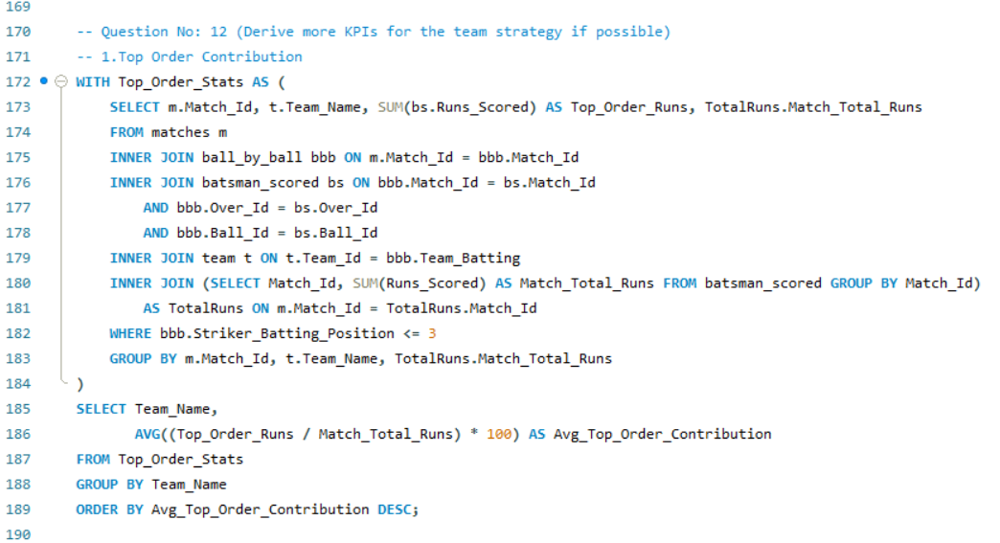 169
170 -- Question No: 12 (Derive more KPIs for the team strategy if possible)
171 -- 1.Top Order Contribution
172 WITH Top_Order_Stats AS (
173 SELECT m.Match_Id, t.Team_Name, SUM(bs.Runs_Scored) AS Top_Order_Runs, TotalRuns.Match_Total_Runs
174 FROM matches m
175 INNER JOIN ball_by_ball bbb ON m.Match_Id = bbb.Match_Id
176 INNER JOIN batsman_scored bs ON bbb.Match_Id = bs.Match_Id
177 AND bbb.Over_Id = bs.Over_Id
178 AND bbb.Ball_Id = bs.Ball_Id
179 INNER JOIN team t ON t.Team_Id = bbb.Team_Batting
180 INNER JOIN (SELECT Match_Id, SUM(Runs_Scored) AS Match_Total_Runs FROM batsman_scored GROUP BY Match_Id)
181 AS TotalRuns ON m.Match_Id = TotalRuns.Match_Id
182 WHERE bbb.Striker_Batting_Position <= 3
183 GROUP BY m.Match_Id, t.Team_Name, TotalRuns.Match_Total_Runs
184 )
185 SELECT Team_Name,
186 AVG((Top_Order_Runs / Match_Total_Runs) * 100) AS Avg_Top_Order_Contribution
187 FROM Top_Order_Stats
188 GROUP BY Team_Name
189 ORDER BY Avg_Top_Order_Contribution DESC;
190